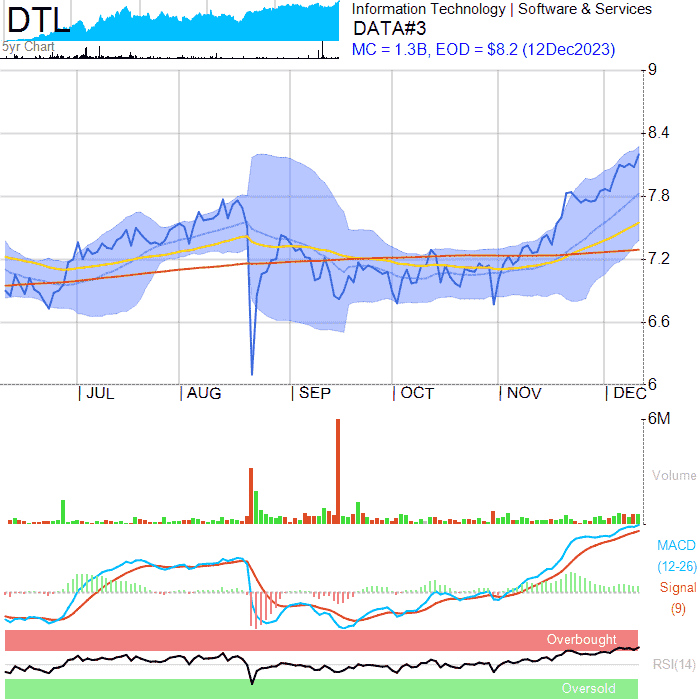 DTL
5yr Chart
Information Technology | Software & Services
DATA#3
MC = 1.3B, EOD = $8.2 (12Dec2023)
9
8.4
7.8
7.2
6.6
6
JUL AUG SEP OCT NOV DEC
6M
Volume
MACD
(12-26)
Signal
(9)
Overbought
RSI(14)
Oversold